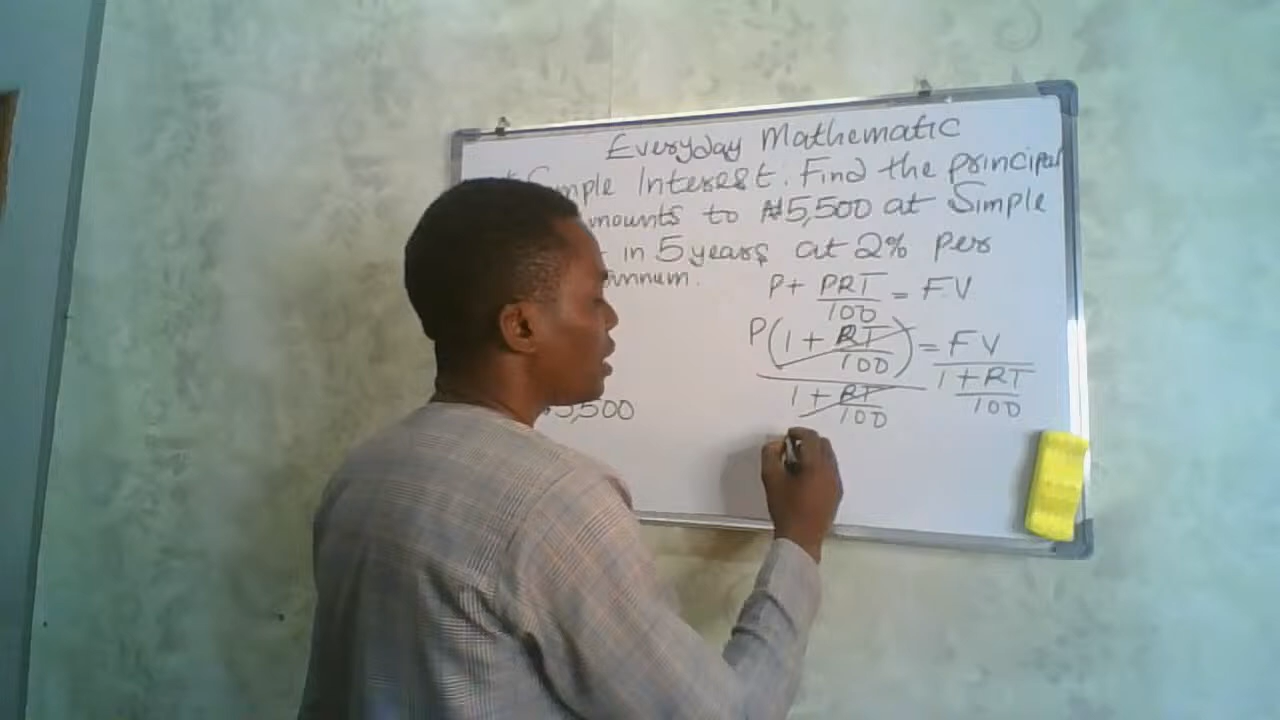 Everyday Mathematic
Simple Interest. Find the principal
mounts to ₦5,500 at Simple
in 5 years at 2% per
annum.
P + PRT/100 = FV
P(1 + RT/100) / 1 + RT/100 = FV / 1 + RT/100
5,500